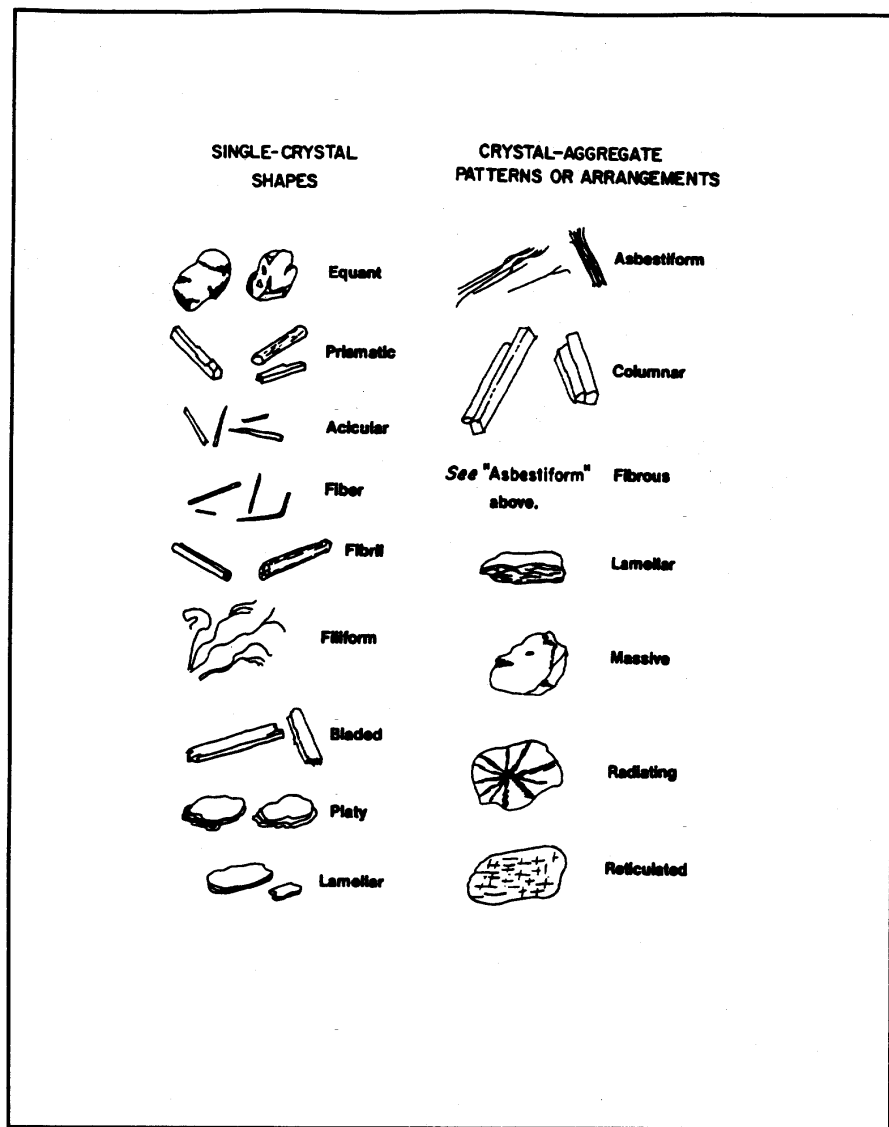 SINGLE-CRYSTAL
SHAPES
Equant
Prismatic
Acicular
Fiber
Fibril
Filiform
Bladed
Platy
Lamellar
CRYSTAL-AGGREGATE
PATTERNS OR ARRANGEMENTS
Asbestiform
Columnar
See "Asbestiform" Fibrous
above.
Lamellar
Massive
Radiating
Reticulated